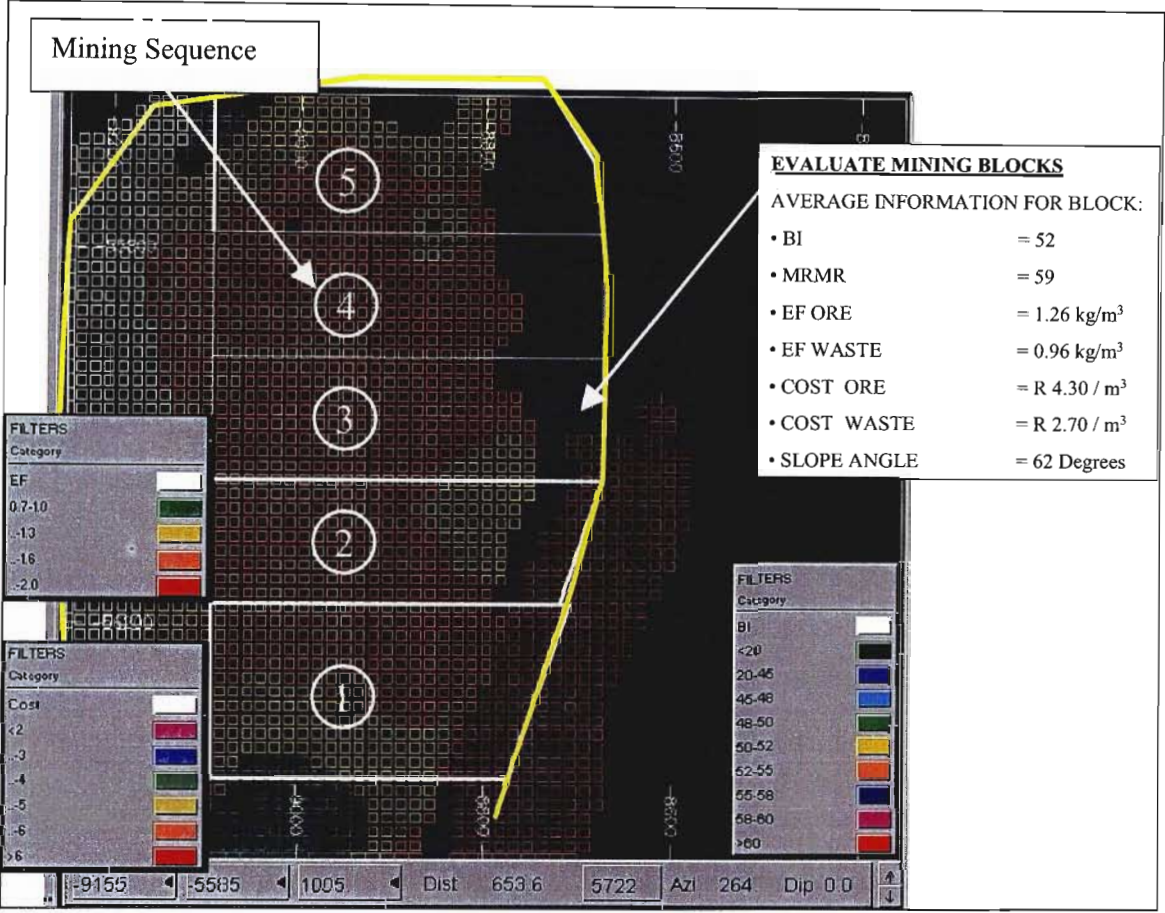 Mining Sequence
5
4
3
2
1
EVALUATE MINING BLOCKS
AVERAGE INFORMATION FOR BLOCK:
• BI = 52
• MRMR = 59
• EF ORE = 1.26 kg/m³
• EF WASTE = 0.96 kg/m³
• COST ORE = R 4.30 / m³
• COST WASTE = R 2.70 / m³
• SLOPE ANGLE = 62 Degrees
FILTERS
Category
EF
0.7-1.0
..-1.3
..-1.6
..-2.0
FILTERS
Category
Cost
<2
..-3
..-4
..-5
..-6
>6
FILTERS
Category
BI
<20
20-45
45-48
48-50
50-52
52-55
55-58
58-60
>60
-9155 -5585 1005 Dist 653.6 5722 Azi 264 Dip 0.0